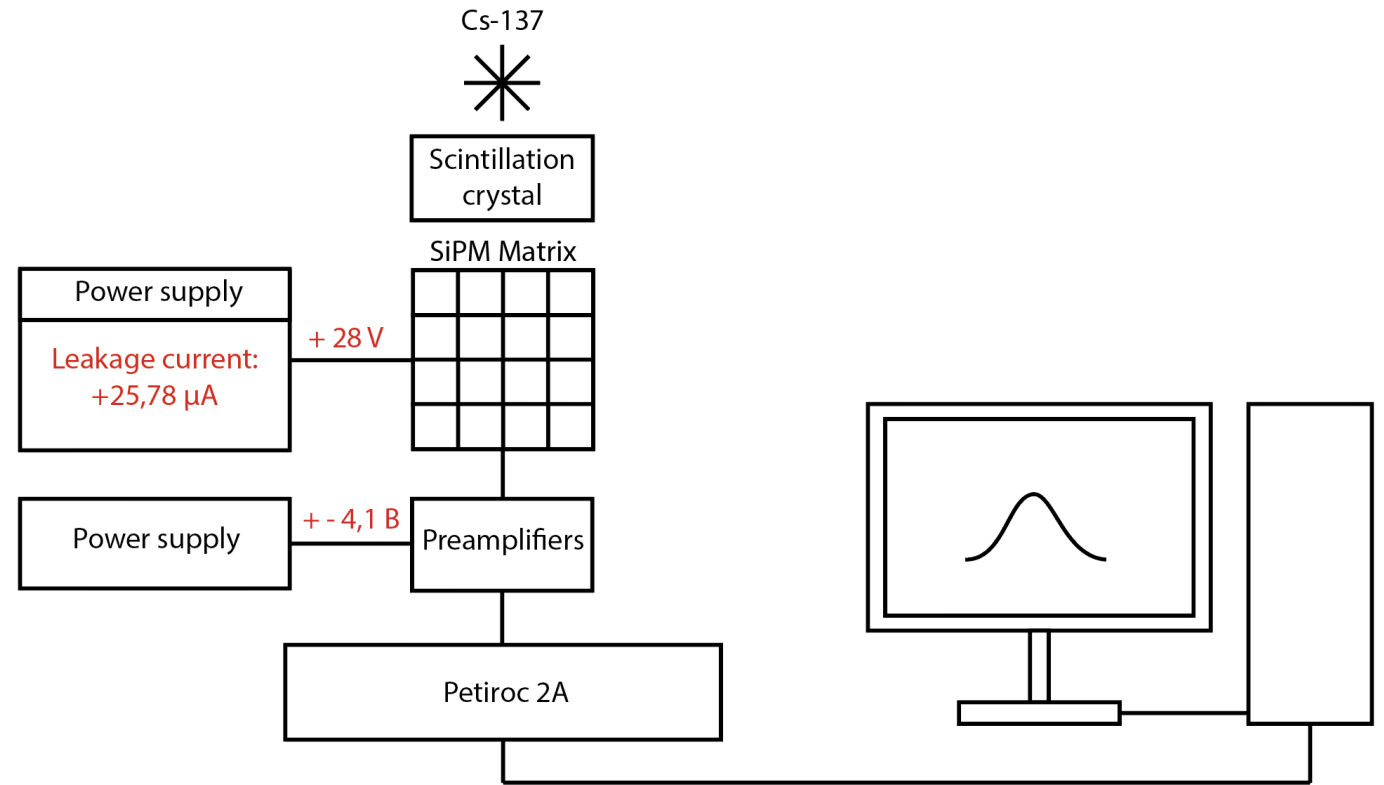 Cs-137
Scintillation
crystal
SiPM Matrix
Power supply
+ 28 V
Leakage current:
+25,78 µA
Power supply
+ - 4,1 В
Preamplifiers
Petiroc 2A